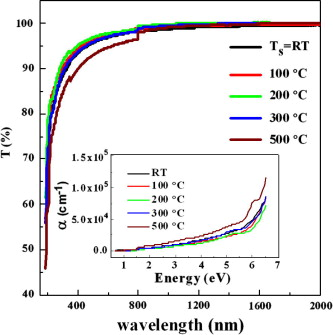 100
90
80
70
60
50
40
T (%)
T_S=RT
100 °C
200 °C
300 °C
500 °C
1.5x10^5
1.0x10^5
5.0x10^4
0.0
α (cm^-1)
RT
100 °C
200 °C
300 °C
500 °C
1 2 3 4 5 6 7
Energy (eV)
400 800 1200 1600 2000
wavelength (nm)